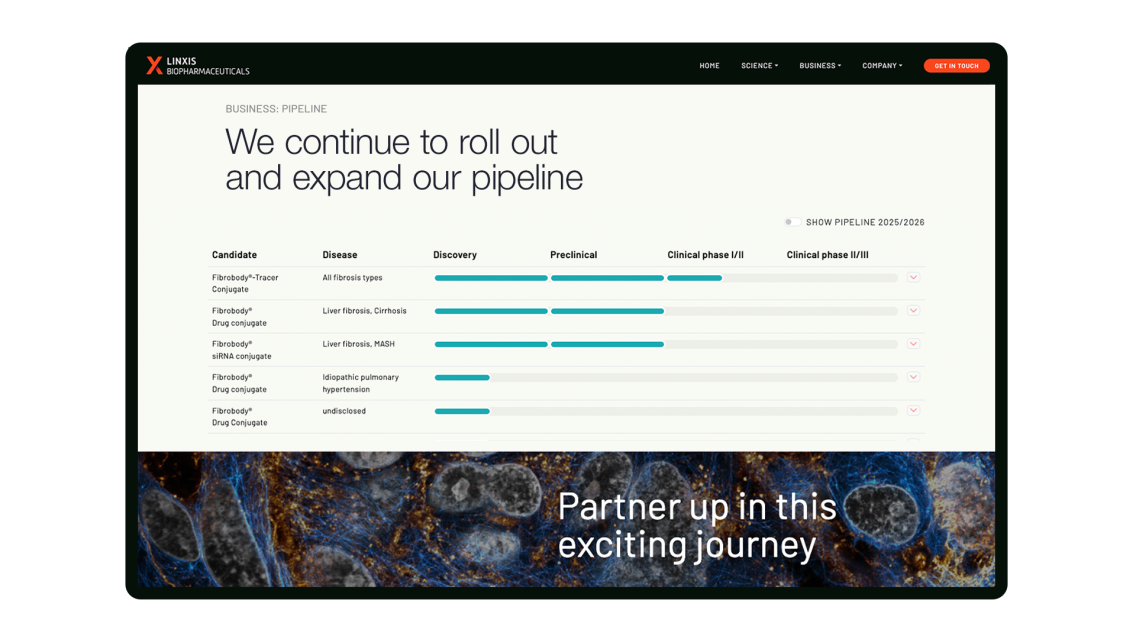 LINXIS
BIOPHARMACEUTICALS
HOME SCIENCE BUSINESS COMPANY GET IN TOUCH
BUSINESS: PIPELINE
We continue to roll out
and expand our pipeline
SHOW PIPELINE 2025/2026
Candidate Disease Discovery Preclinical Clinical phase I/II Clinical phase II/III
Fibrobody®-Tracer All fibrosis types
Conjugate
Fibrobody® Liver fibrosis, Cirrhosis
Drug conjugate
Fibrobody® Liver fibrosis, MASH
siRNA conjugate
Fibrobody® Idiopathic pulmonary
Drug conjugate hypertension
Fibrobody® undisclosed
Drug Conjugate
Partner up in this
exciting journey